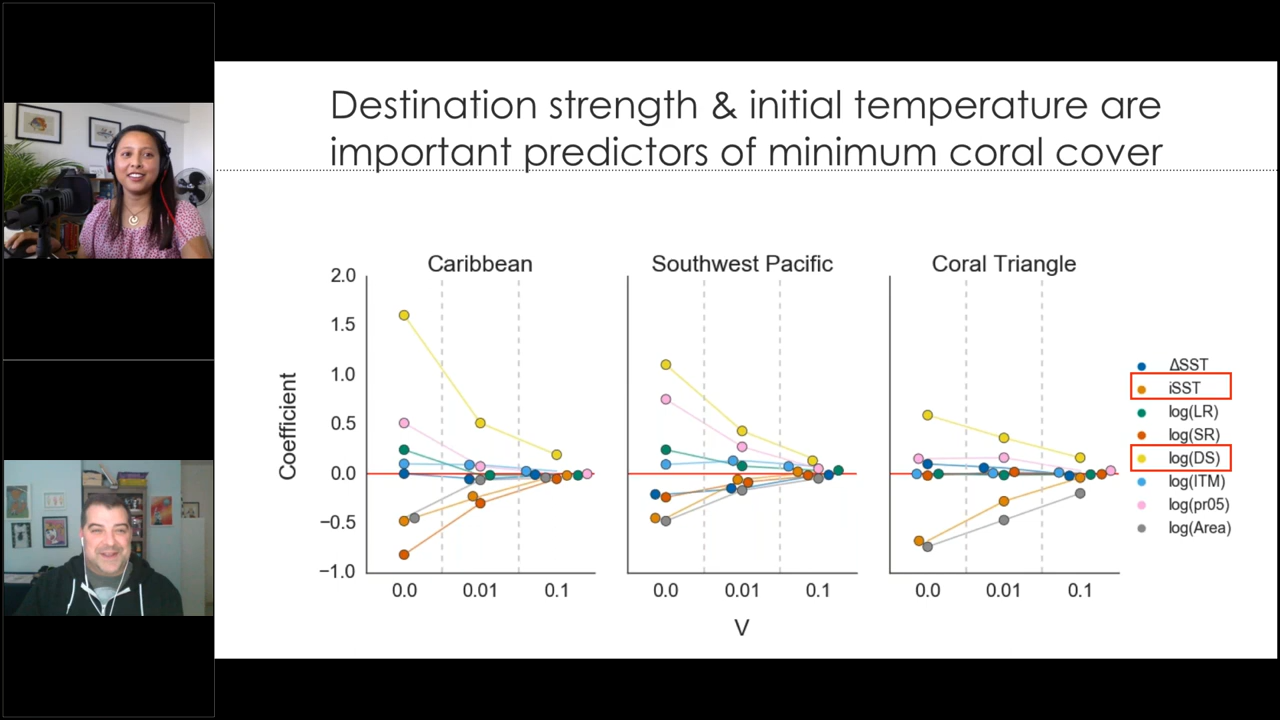 Destination strength & initial temperature are
important predictors of minimum coral cover
Caribbean
Southwest Pacific
Coral Triangle
2.0
1.5
1.0
0.5
0.0
−0.5
−1.0
Coefficient
0.0 0.01 0.1
0.0 0.01 0.1
0.0 0.01 0.1
V
ΔSST
iSST
log(LR)
log(SR)
log(DS)
log(ITM)
log(pr05)
log(Area)